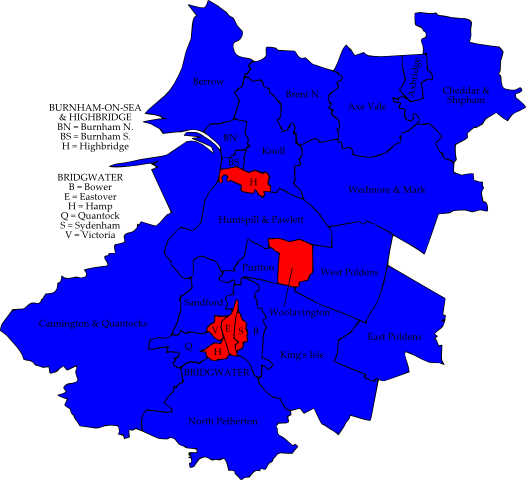 Berrow
Brent N.
Axe Vale
Axbridge
Cheddar &
Shipham
BURNHAM-ON-SEA
& HIGHBRIDGE
BN = Burnham N.
BS = Burnham S.
H = Highbridge
BN
BS
Knoll
H
Wedmore & Mark
BRIDGWATER
B = Bower
E = Eastover
H = Hamp
Q = Quantock
S = Sydenham
V = Victoria
Huntspill & Pawlett
Puriton
West Poldens
Sandford
Woolavington
Cannington & Quantocks
V
E
S
B
East Poldens
Q
H
King's Isle
BRIDGWATER
North Petherton